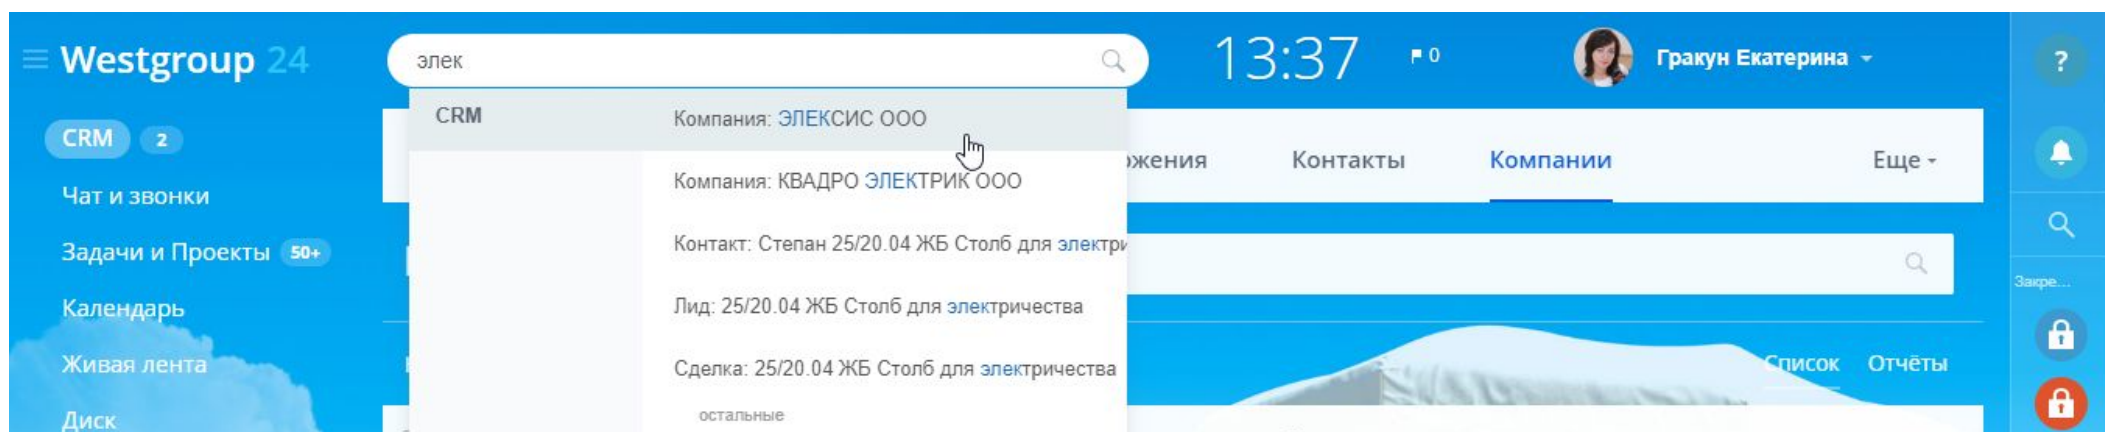 Westgroup 24
элек
13:37
0
Гракун Екатерина
?
CRM 2
Чат и звонки
Задачи и Проекты 50+
Календарь
Живая лента
Диск
CRM
Компания: ЭЛЕКСИС ООО
Компания: КВАДРО ЭЛЕКТРИК ООО
Контакт: Степан 25/20.04 ЖБ Столб для электри
Лид: 25/20.04 ЖБ Столб для электричества
Сделка: 25/20.04 ЖБ Столб для электричества
остальные
жения
Контакты
Компании
Еще
Список
Отчёты
Закре...